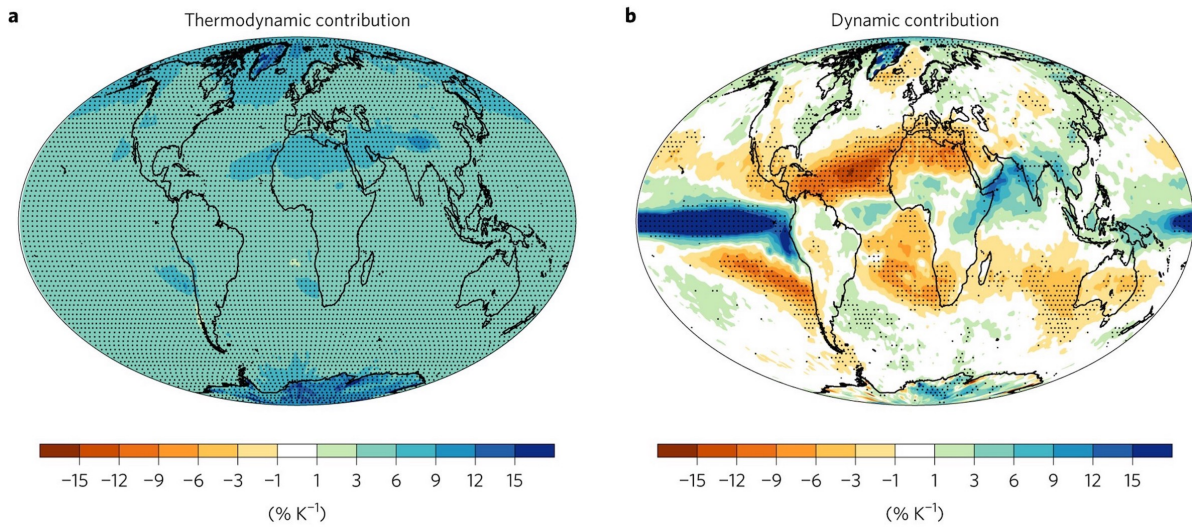 a Thermodynamic contribution
b Dynamic contribution
−15 −12 −9 −6 −3 −1 1 3 6 9 12 15
(% K⁻¹)
−15 −12 −9 −6 −3 −1 1 3 6 9 12 15
(% K⁻¹)